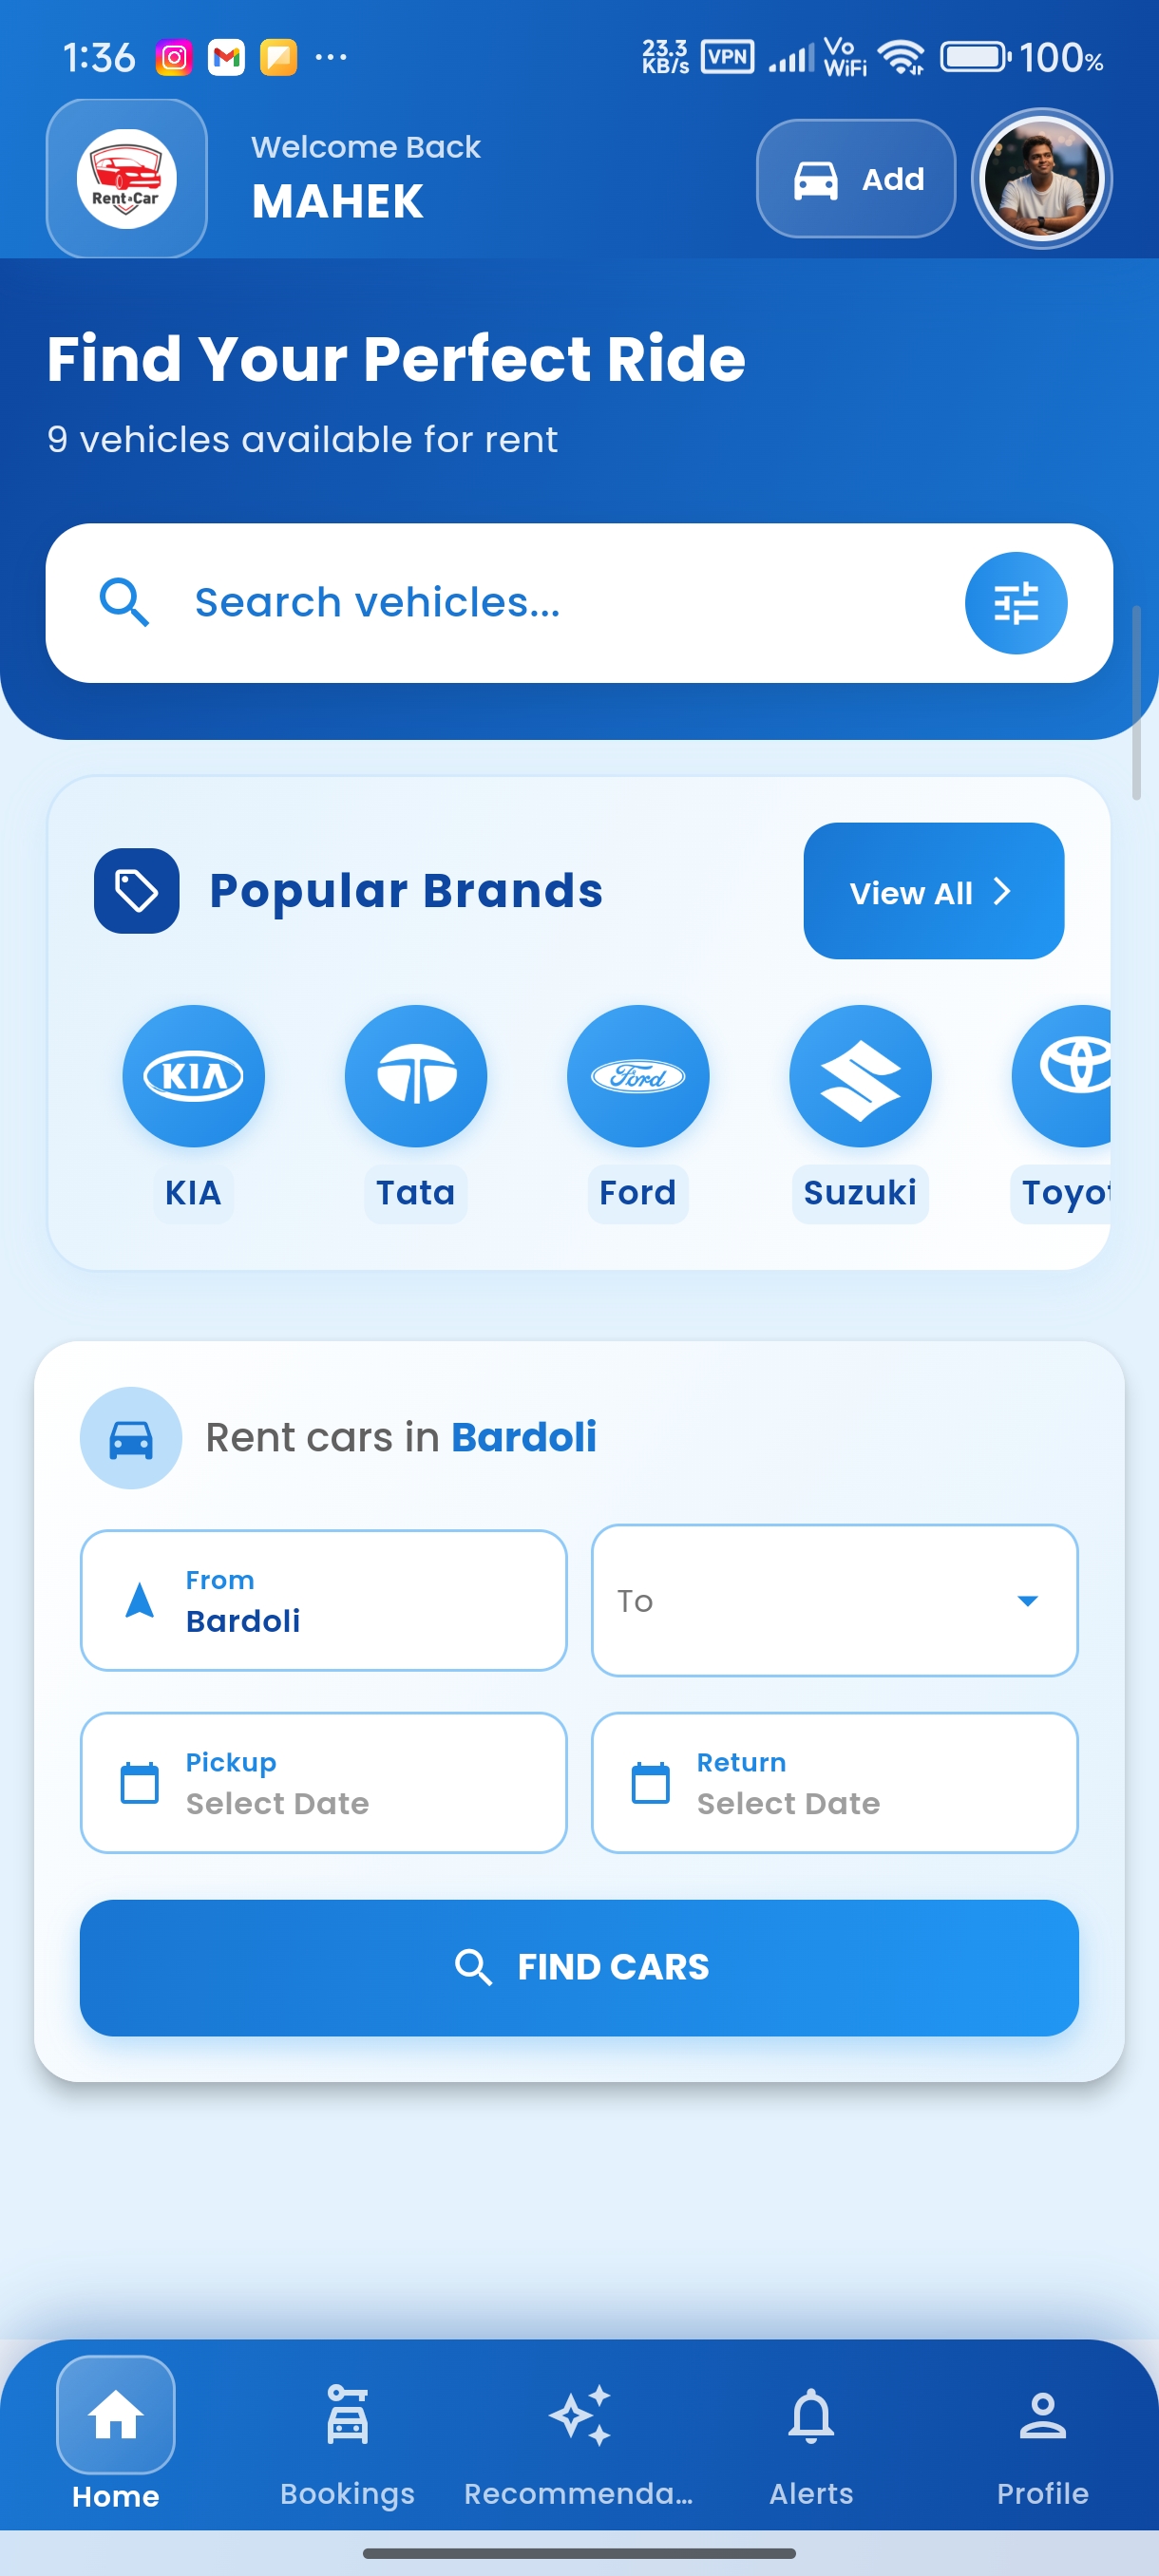 1:36
23.3
KB/s
VPN
Vo
WiFi
100%
Rent Car
Welcome Back
MAHEK
Add
Find Your Perfect Ride
9 vehicles available for rent
Search vehicles...
Popular Brands
View All
KIA
Ford
KIA
Tata
Ford
Suzuki
Toyot
Rent cars in Bardoli
From
Bardoli
To
Pickup
Select Date
Return
Select Date
FIND CARS
Home
Bookings
Recommenda...
Alerts
Profile